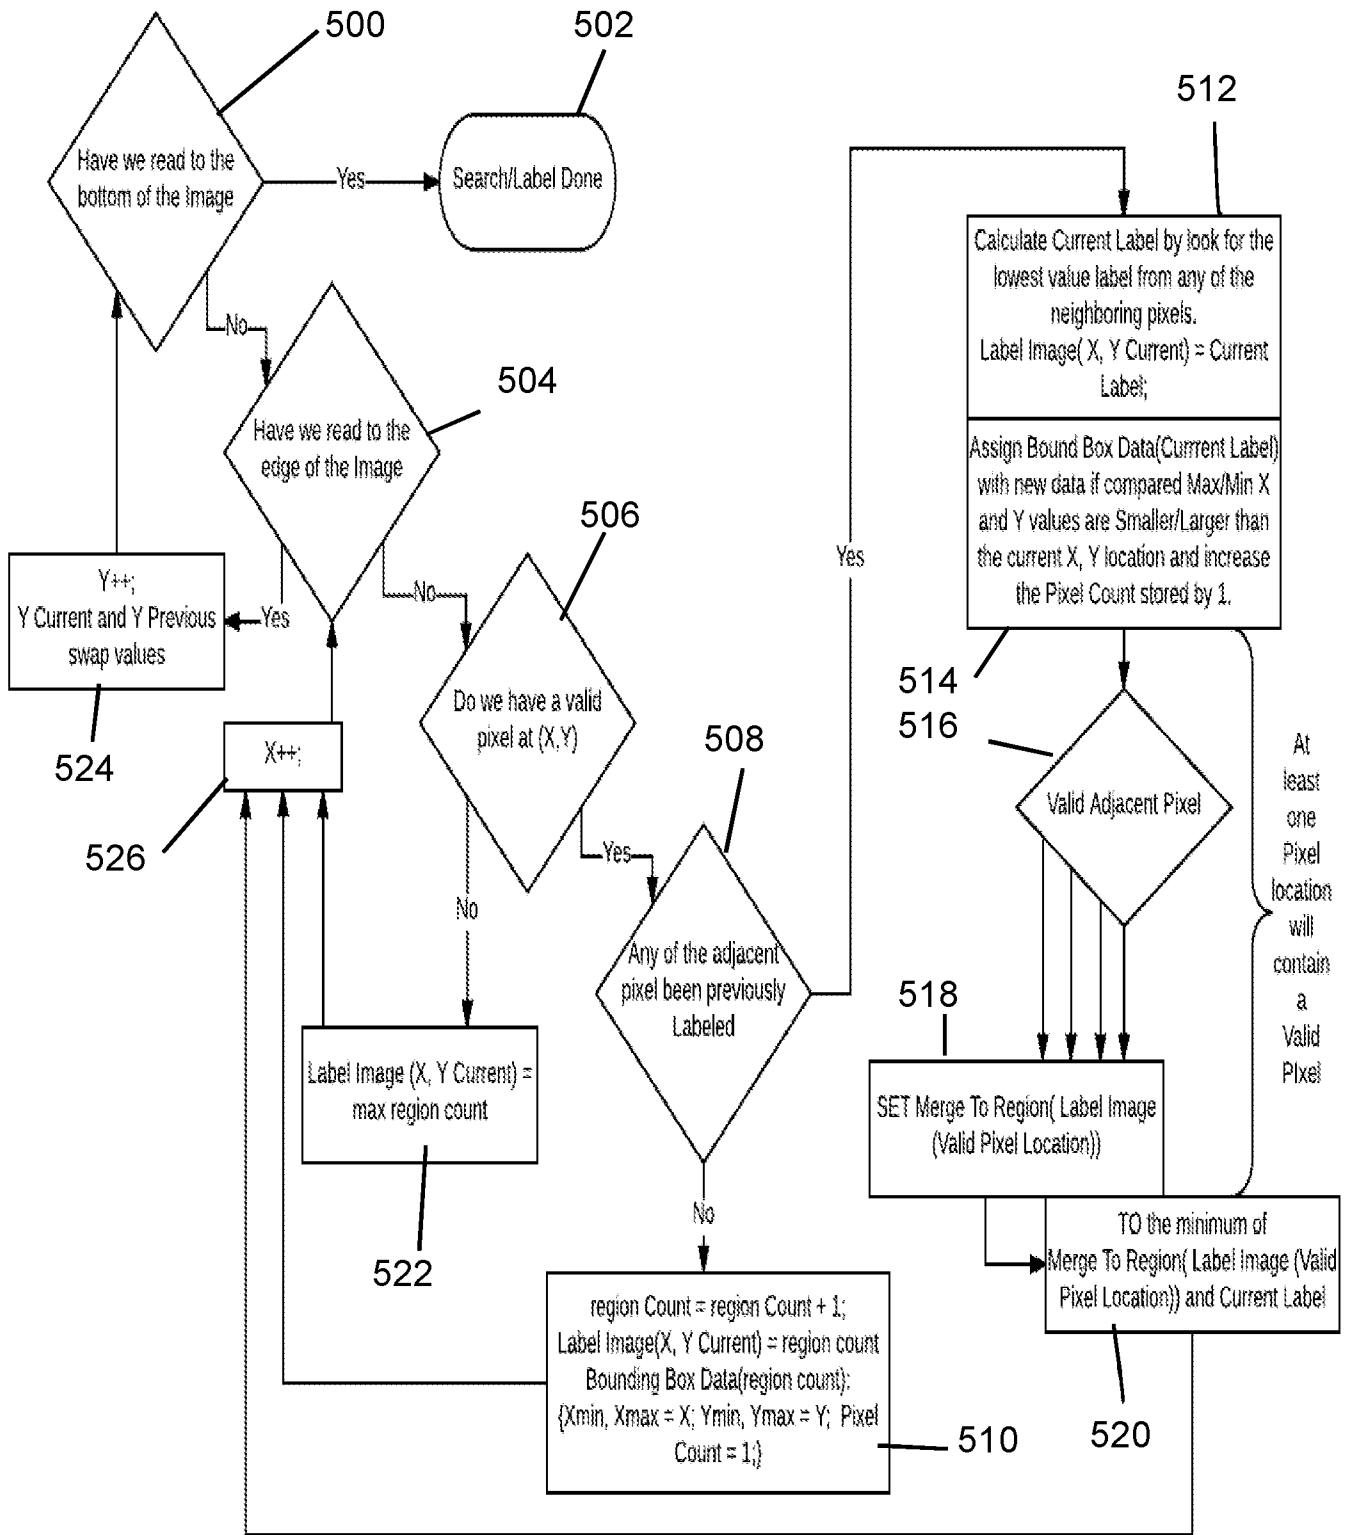 500
502
512
Have we read to the
bottom of the Image
Yes
Search/Label Done
No
Calculate Current Label by look for the
lowest value label from any of the
neighboring pixels.
Label Image( X, Y Current) = Current
Label;
504
Have we read to the
edge of the Image
Assign Bound Box Data(Currrent Label)
with new data if compared Max/Min X
and Y values are Smaller/Larger than
the current X, Y location and increase
the Pixel Count stored by 1.
506
Yes
Y++;
Y Current and Y Previous
swap values
Yes
No
514
516
524
Do we have a valid
pixel at (X,Y)
508
X++;
526
Valid Adjacent Pixel
At
least
one
Pixel
location
will
contain
a
Valid
PIxel
Yes
No
Any of the adjacent
pixel been previously
Labeled
518
Label Image (X, Y Current) =
max region count
SET Merge To Region( Label Image
(Valid Pixel Location))
522
No
TO the minimum of
Merge To Region( Label Image (Valid
Pixel Location)) and Current Label
region Count = region Count + 1;
Label Image(X, Y Current) = region count
Bounding Box Data(region count):
{Xmin, Xmax = X; Ymin, Ymax = Y;  Pixel
Count = 1;}
510
520